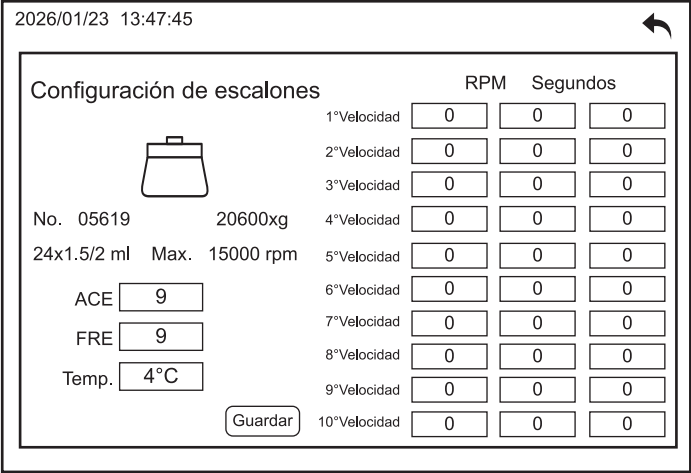 2026/01/23 13:47:45
Configuración de escalones
No. 05619 20600xg
24x1.5/2 ml Max. 15000 rpm
ACE 9
FRE 9
Temp. 4°C
Guardar
RPM Segundos
1°Velocidad 0 0 0
2°Velocidad 0 0 0
3°Velocidad 0 0 0
4°Velocidad 0 0 0
5°Velocidad 0 0 0
6°Velocidad 0 0 0
7°Velocidad 0 0 0
8°Velocidad 0 0 0
9°Velocidad 0 0 0
10°Velocidad 0 0 0